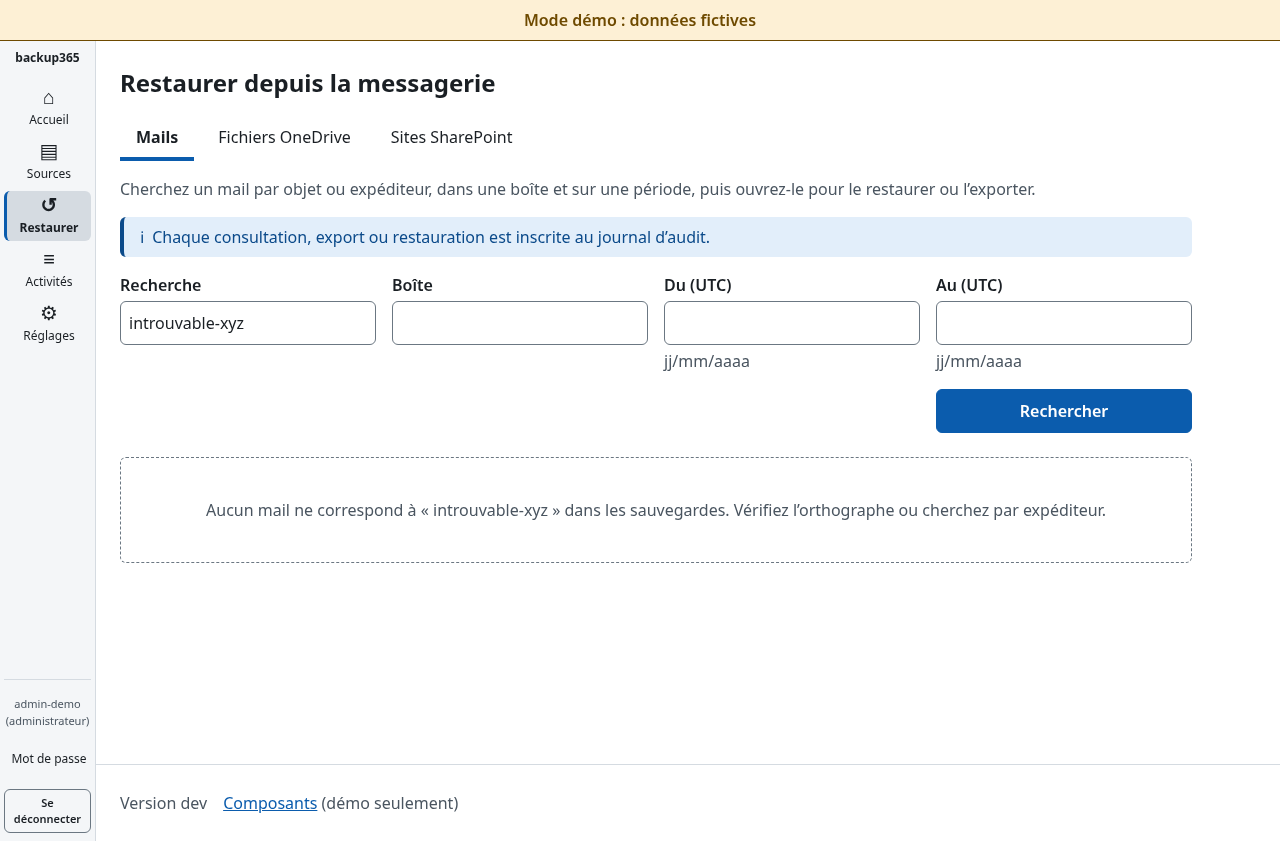 Mode démo : données fictives
backup365
Accueil
Sources
Restaurer
Activités
Réglages
admin-demo
(administrateur)
Mot de passe
Se
déconnecter
Restaurer depuis la messagerie
Mails Fichiers OneDrive Sites SharePoint
Cherchez un mail par objet ou expéditeur, dans une boîte et sur une période, puis ouvrez-le pour le restaurer ou l’exporter.
i Chaque consultation, export ou restauration est inscrite au journal d’audit.
Recherche Boîte Du (UTC) Au (UTC)
introuvable-xyz
jj/mm/aaaa jj/mm/aaaa
Rechercher
Aucun mail ne correspond à « introuvable-xyz » dans les sauvegardes. Vérifiez l’orthographe ou cherchez par expéditeur.
Version dev Composants (démo seulement)